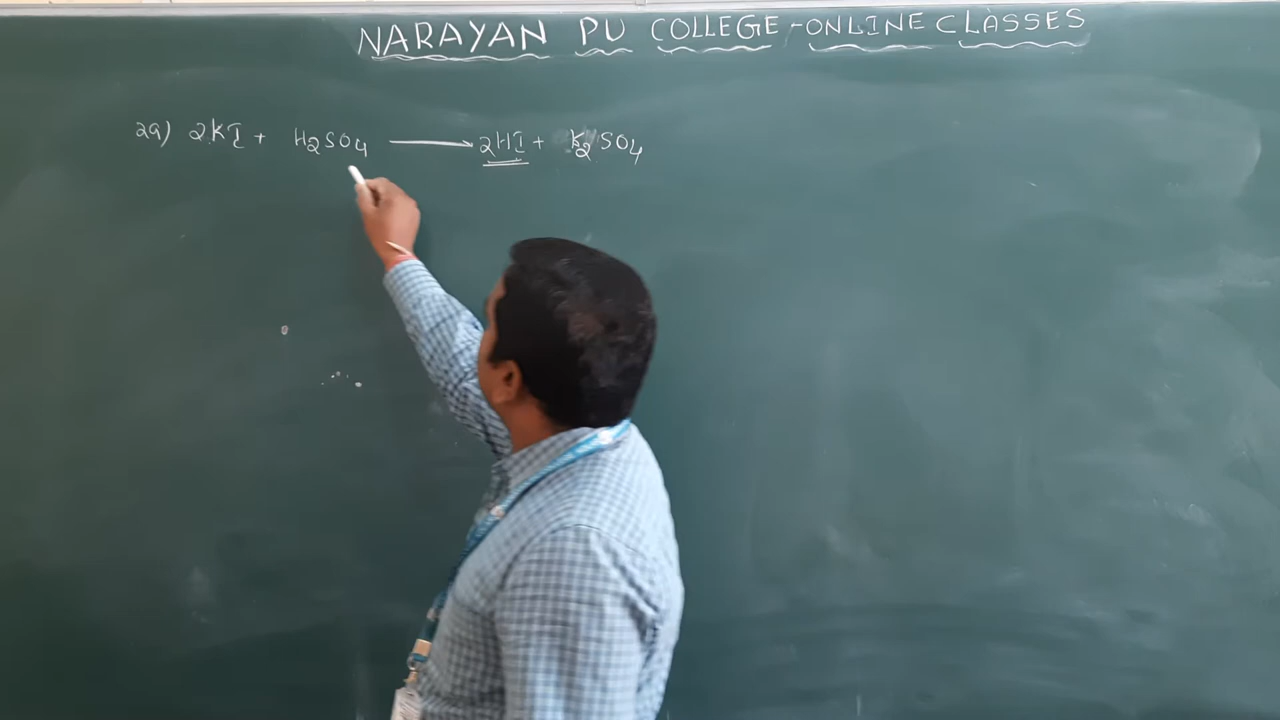 NARAYAN PU COLLEGE - ONLINE CLASSES
29) 2KI + H₂SO₄ → 2HI + K₂SO₄